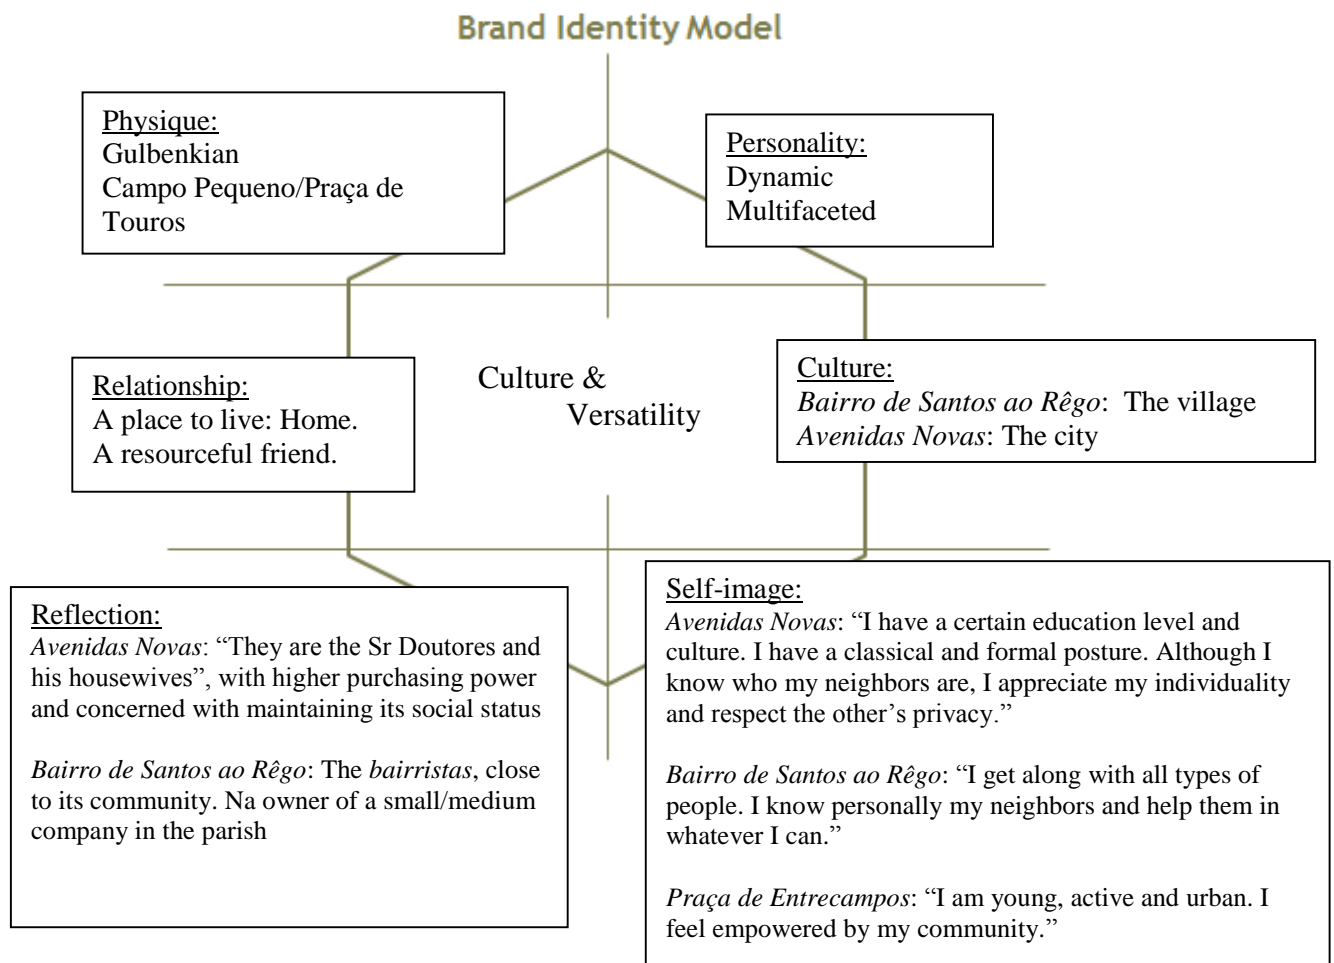 Brand Identity Model
Physique:
Gulbenkian
Campo Pequeno/Praça de
Touros
Personality:
Dynamic
Multifaceted
Relationship:
A place to live: Home.
A resourceful friend.
Culture &
Versatility
Culture:
Bairro de Santos ao Rêgo: The village
Avenidas Novas: The city
Reflection:
Avenidas Novas: “They are the Sr Doutores and
his housewives”, with higher purchasing power
and concerned with maintaining its social status
Bairro de Santos ao Rêgo: The bairristas, close
to its community. Na owner of a small/medium
company in the parish
Self-image:
Avenidas Novas: “I have a certain education level and
culture. I have a classical and formal posture. Although I
know who my neighbors are, I appreciate my individuality
and respect the other’s privacy.”
Bairro de Santos ao Rêgo: “I get along with all types of
people. I know personally my neighbors and help them in
whatever I can.”
Praça de Entrecampos: “I am young, active and urban. I
feel empowered by my community.”